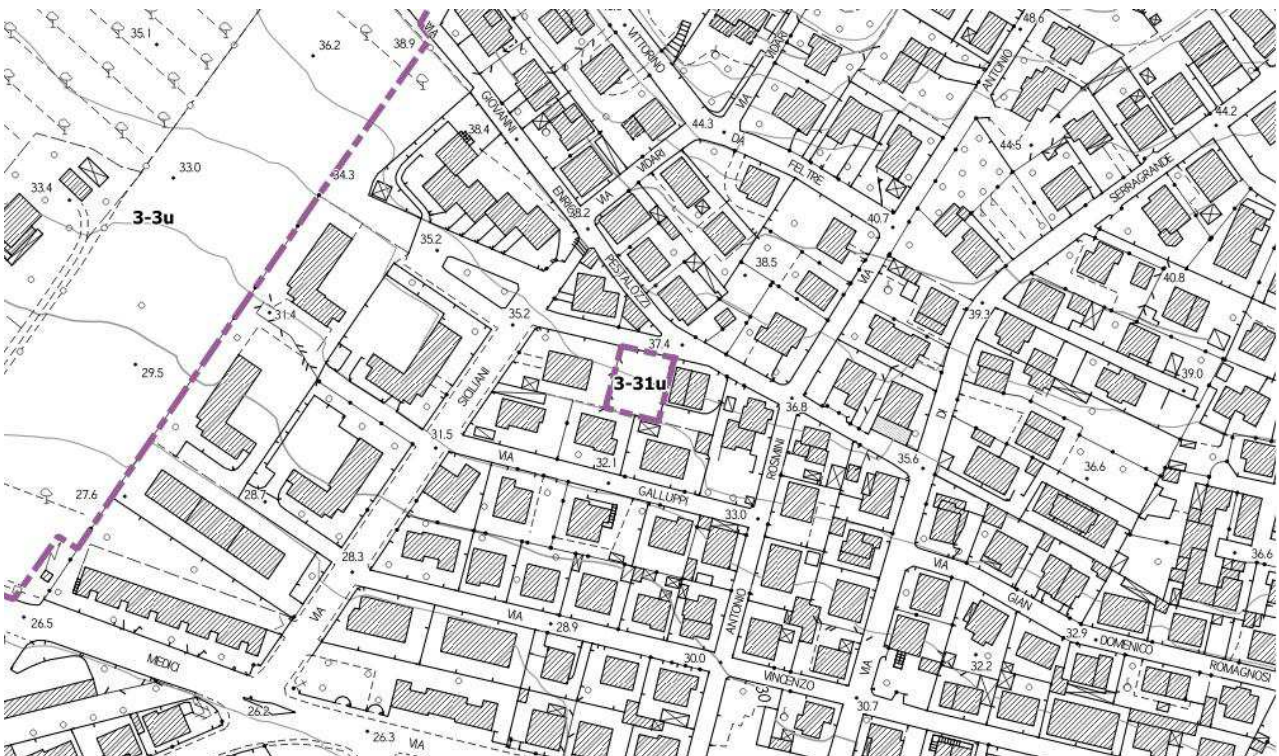 35.1
36.2
38.9
VIA
GIOVANNI
ENRICO
PESTALOZZI
VITTORINO
DA
FELTRE
VIA
VIDARI
ANTONIO
48.6
44.2
44.3
44.5
38.4
VIA
VIDARI
SERRAGRANDE
33.0
33.4
34.3
3-3u
38.2
40.7
35.2
38.5
VIA
40.8
31.4
35.2
39.3
37.4
29.5
SICILIANI
3-31u
39.0
36.8
DI
31.5
VIA
32.1
ROSMINI
35.6
36.6
27.6
28.7
GALLUPPI
33.0
36.6
28.3
VIA
GIAN
DOMENICO
ROMAGNOSI
26.5
VIA
VIA
28.9
ANTONIO
32.9
MEDICI
30.0
VINCENZO
VIA
32.2
30
30.7
26.2
26.3
VIA